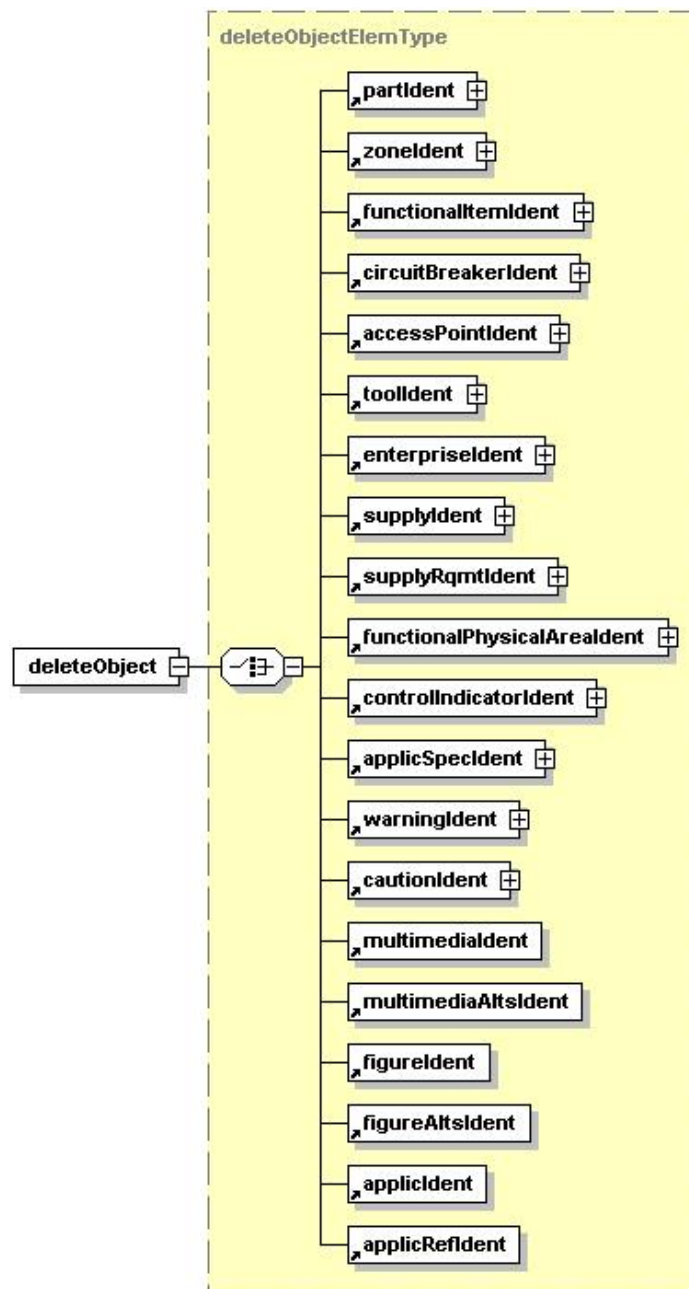 deleteObjectElemType
partIdent
zoneIdent
functionalItemIdent
circuitBreakerIdent
accessPointIdent
toolIdent
enterpriseIdent
supplyIdent
supplyRqmtIdent
functionalPhysicalAreaIdent
deleteObject
controlIndicatorIdent
applicSpecIdent
warningIdent
cautionIdent
multimediaIdent
multimediaAltsIdent
figureIdent
figureAltsIdent
applicIdent
applicRefIdent